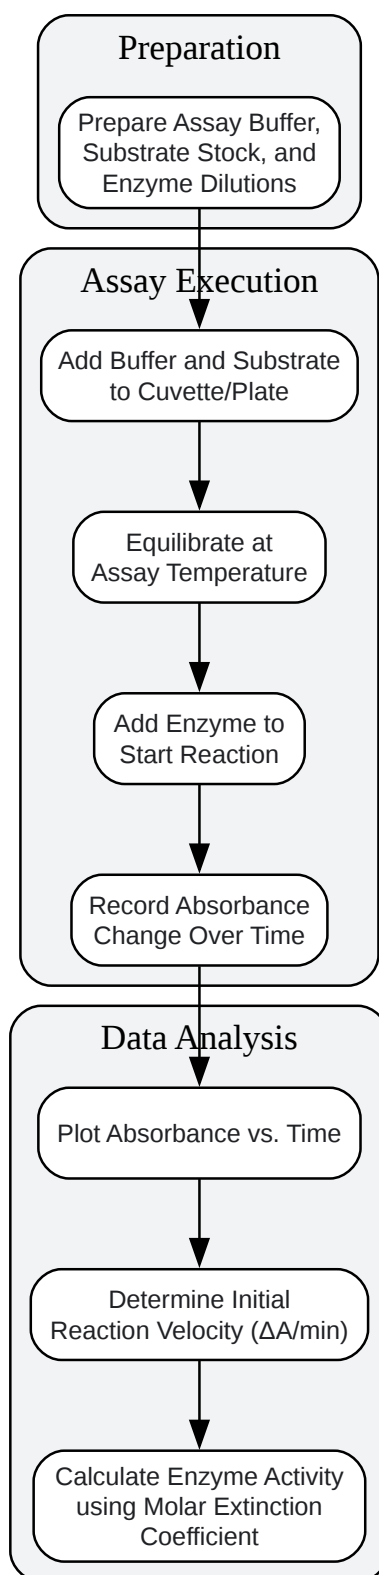 Preparation
Prepare Assay Buffer,
Substrate Stock, and
Enzyme Dilutions
Assay Execution
Add Buffer and Substrate
to Cuvette/Plate
Equilibrate at
Assay Temperature
Add Enzyme to
Start Reaction
Record Absorbance
Change Over Time
Data Analysis
Plot Absorbance vs. Time
Determine Initial
Reaction Velocity (ΔA/min)
Calculate Enzyme Activity
using Molar Extinction
Coefficient